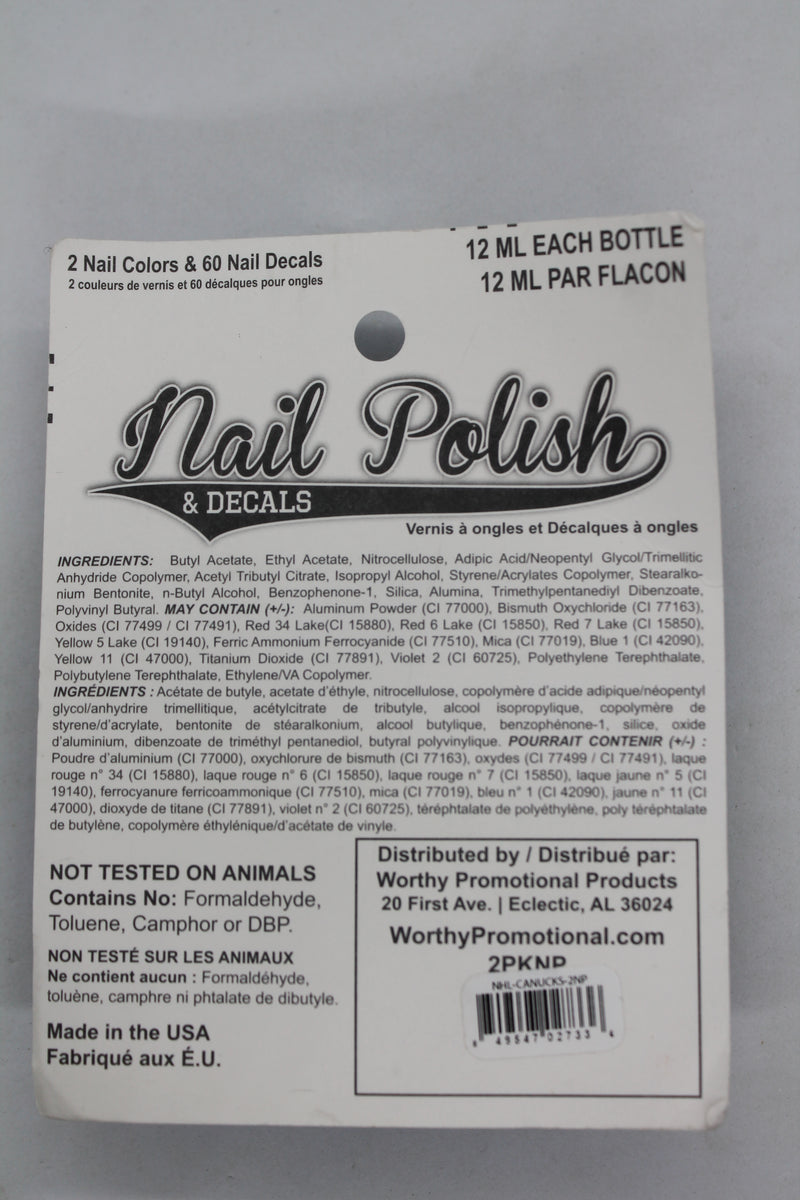 2 Nail Colors & 60 Nail Decals
2 couleurs de vernis et 60 décalques pour ongles
12 ML EACH BOTTLE
12 ML PAR FLACON
Nail Polish
& DECALS
Vernis à ongles et Décalques à ongles
INGREDIENTS: Butyl Acetate, Ethyl Acetate, Nitrocellulose, Adipic Acid/Neopentyl Glycol/Trimellitic
Anhydride Copolymer, Acetyl Tributyl Citrate, Isopropyl Alcohol, Styrene/Acrylates Copolymer, Stearalko-
nium Bentonite, n-Butyl Alcohol, Benzophenone-1, Silica, Alumina, Trimethylpentanediyl Dibenzoate,
Polyvinyl Butyral. MAY CONTAIN (+/-): Aluminum Powder (CI 77000), Bismuth Oxychloride (CI 77163),
Oxides (CI 77499 / CI 77491), Red 34 Lake(CI 15880), Red 6 Lake (CI 15850), Red 7 Lake (CI 15850),
Yellow 5 Lake (CI 19140), Ferric Ammonium Ferrocyanide (CI 77510), Mica (CI 77019), Blue 1 (CI 42090),
Yellow 11 (CI 47000), Titanium Dioxide (CI 77891), Violet 2 (CI 60725), Polyethylene Terephthalate,
Polybutylene Terephthalate, Ethylene/VA Copolymer.
INGRÉDIENTS : Acétate de butyle, acetate d'éthyle, nitrocellulose, copolymère d'acide adipique/néopentyl
glycol/anhydrire trimellitique, acétylcitrate de tributyle, alcool isopropylique, copolymère de
styrène/d'acrylate, bentonite de stéaralkonium, alcool butylique, benzophénone-1, silice, oxide
d'aluminium, dibenzoate de triméthyl pentanediol, butyral polyvinylique. POURRAIT CONTENIR (+/-) :
Poudre d'aluminium (CI 77000), oxychlorure de bismuth (CI 77163), oxydes (CI 77499 / CI 77491), laque
rouge n° 34 (CI 15880), laque rouge n° 6 (CI 15850), laque rouge n° 7 (CI 15850), laque jaune n° 5 (CI
19140), ferrocyanure ferricoammonique (CI 77510), mica (CI 77019), bleu n° 1 (CI 42090), jaune n° 11 (CI
47000), dioxyde de titane (CI 77891), violet n° 2 (CI 60725), téréphtalate de polyéthylène, poly téréphtalate
de butylène, copolymère éthylénique/d'acétate de vinyle.
NOT TESTED ON ANIMALS
Contains No: Formaldehyde,
Toluene, Camphor or DBP.
NON TESTÉ SUR LES ANIMAUX
Ne contient aucun : Formaldéhyde,
toluène, camphre ni phtalate de dibutyle.
Made in the USA
Fabriqué aux É.U.
Distributed by / Distribué par:
Worthy Promotional Products
20 First Ave. | Eclectic, AL 36024
WorthyPromotional.com
2PKNP
NHL-CANUCKS-2NP
6 49547 02733 4